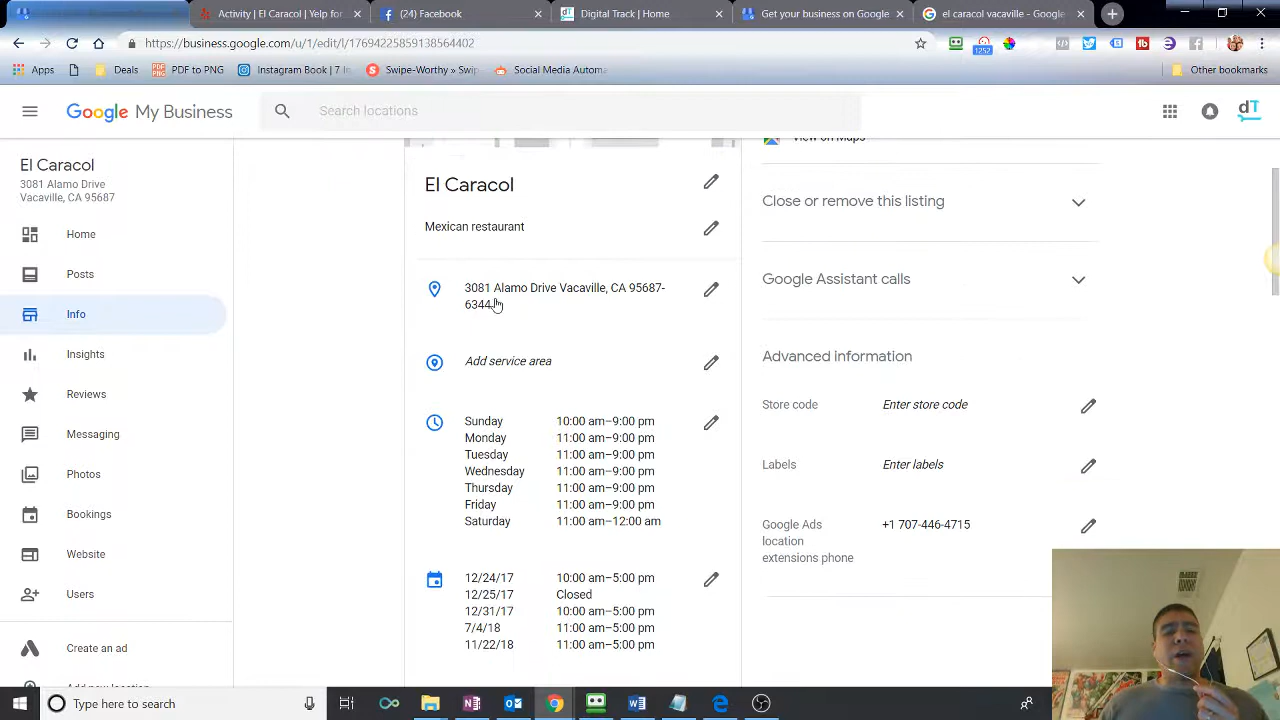 Activity | El Caracol | Yelp for
(24) Facebook
Digital Track | Home
Get your business on Google
el caracol vacaville - Google
https://business.google.com/u/1/edit/l/17694225850138564402
1252
Apps
Deals
PDF to PNG
Instagram Book | 7 I
Swipe-Worthy » Swip
Social Media Automa
Other bookmarks
Google My Business
Search locations
dT
El Caracol
3081 Alamo Drive
Vacaville, CA 95687
Home
Posts
Info
Insights
Reviews
Messaging
Photos
Bookings
Website
Users
Create an ad
Add new location
El Caracol
Mexican restaurant
3081 Alamo Drive Vacaville, CA 95687-
6344
Add service area
Sunday 10:00 am–9:00 pm
Monday 11:00 am–9:00 pm
Tuesday 11:00 am–9:00 pm
Wednesday 11:00 am–9:00 pm
Thursday 11:00 am–9:00 pm
Friday 11:00 am–9:00 pm
Saturday 11:00 am–12:00 am
12/24/17 10:00 am–5:00 pm
12/25/17 Closed
12/31/17 10:00 am–5:00 pm
7/4/18 11:00 am–5:00 pm
11/22/18 11:00 am–5:00 pm
View on Maps
Close or remove this listing
Google Assistant calls
Advanced information
Store code Enter store code
Labels Enter labels
Google Ads +1 707-446-4715
location
extensions phone
Type here to search